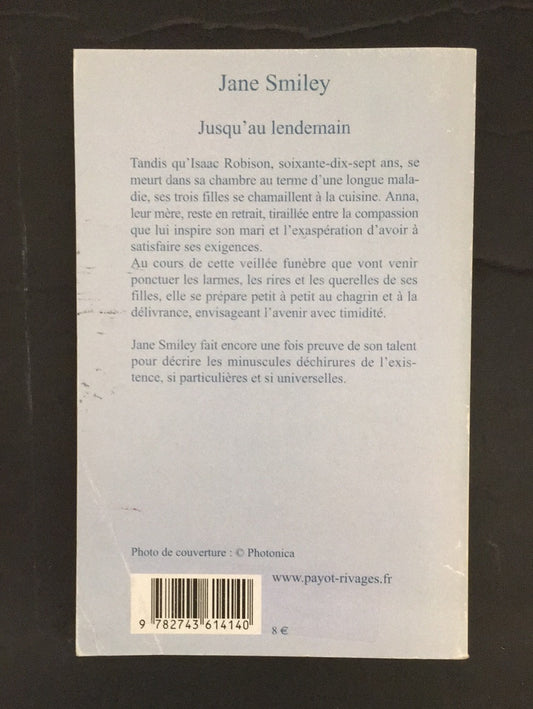 Jane Smiley
Jusqu'au lendemain
Tandis qu'Isaac Robison, soixante-dix-sept ans, se
meurt dans sa chambre au terme d'une longue mala-
die, ses trois filles se chamaillent à la cuisine. Anna,
leur mère, reste en retrait, tiraillée entre la compassion
que lui inspire son mari et l'exaspération d'avoir à
satisfaire ses exigences.
Au cours de cette veillée funèbre que vont venir
ponctuer les larmes, les rires et les querelles de ses
filles, elle se prépare petit à petit au chagrin et à la
délivrance, envisageant l'avenir avec timidité.
Jane Smiley fait encore une fois preuve de son talent
pour décrire les minuscules déchirures de l'exis-
tence, si particulières et si universelles.
Photo de couverture : © Photonica
www.payot-rivages.fr
9 782743 614140
8 €